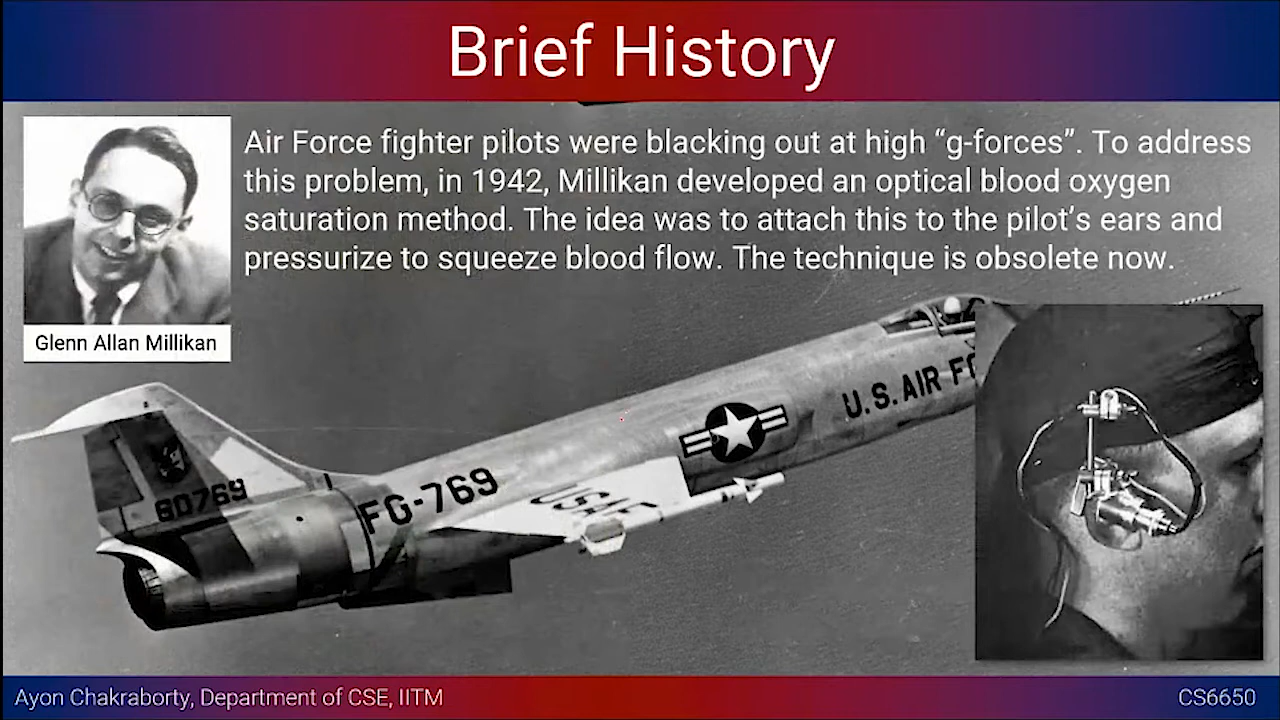 Brief History
Air Force fighter pilots were blacking out at high “g-forces”. To address
this problem, in 1942, Millikan developed an optical blood oxygen
saturation method. The idea was to attach this to the pilot’s ears and
pressurize to squeeze blood flow. The technique is obsolete now.
Glenn Allan Millikan
U.S. AIR FO
60769
FG-769
USAF
Ayon Chakraborty, Department of CSE, IITM
CS6650